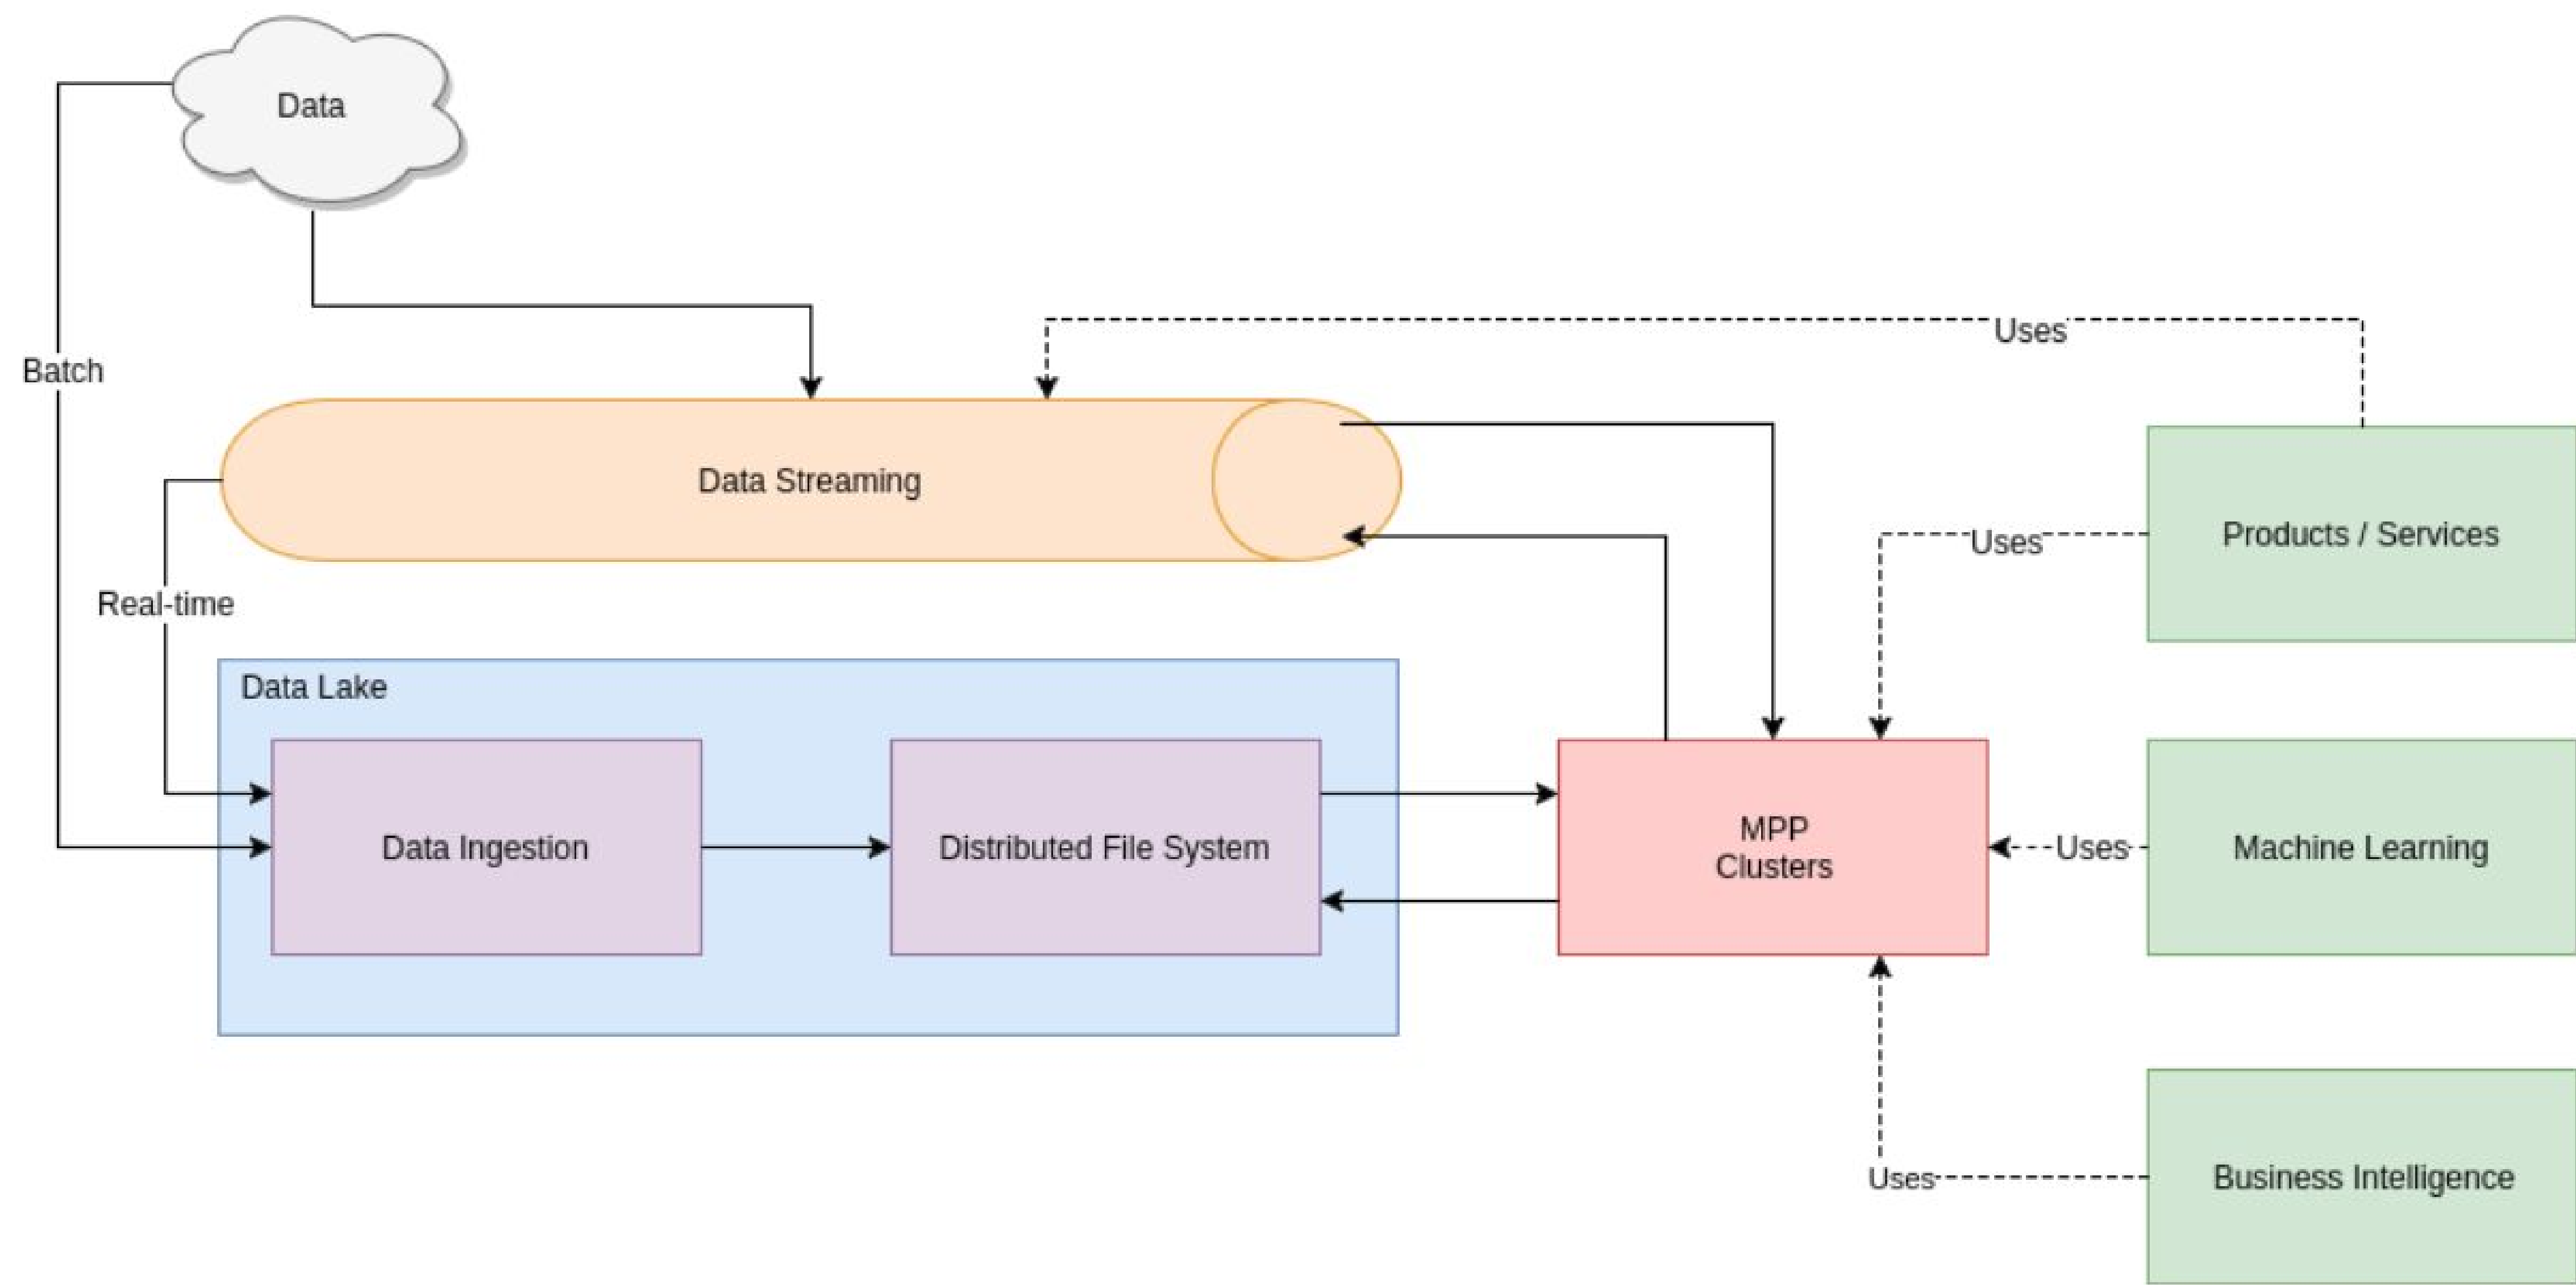 Data
Batch
Uses
Data Streaming
Uses
Products / Services
Real-time
Data Lake
Data Ingestion
Distributed File System
MPP
Clusters
Uses
Machine Learning
Uses
Business Intelligence